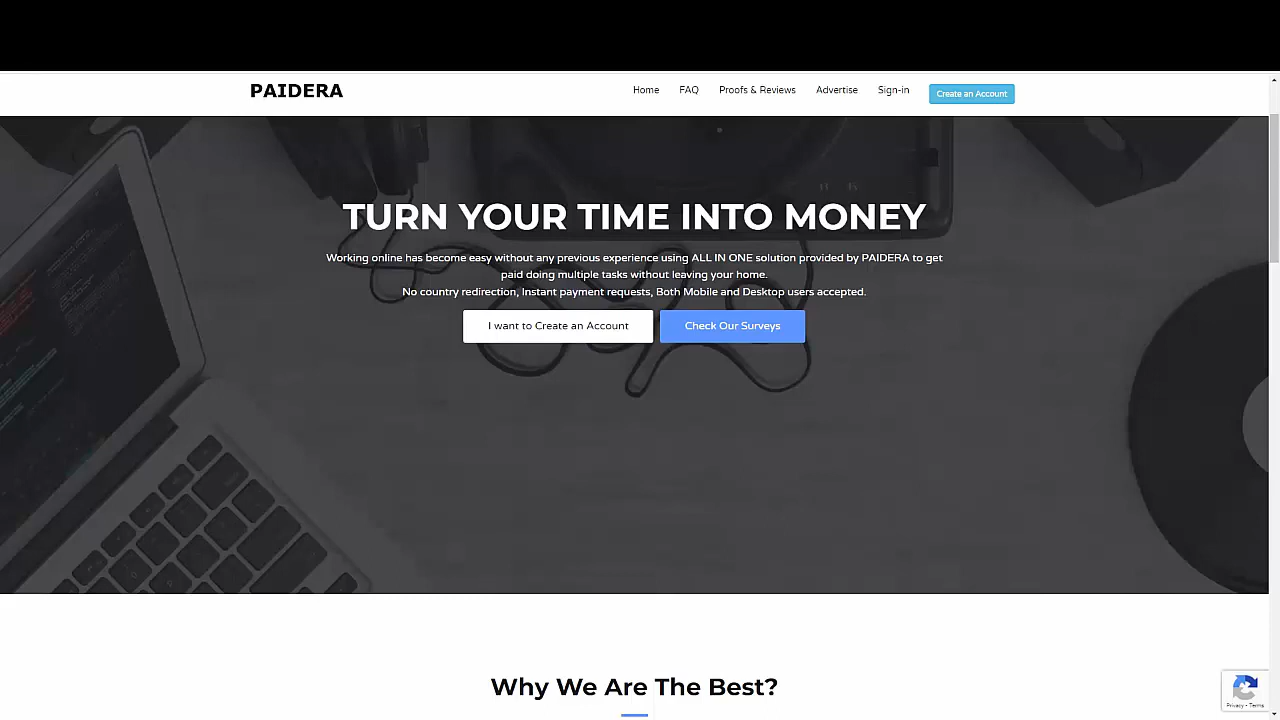 PAIDERA
Home FAQ Proofs & Reviews Advertise Sign-in Create an Account
TURN YOUR TIME INTO MONEY
Working online has become easy without any previous experience using ALL IN ONE solution provided by PAIDERA to get
paid doing multiple tasks without leaving your home.
No country redirection, Instant payment requests, Both Mobile and Desktop users accepted.
I want to Create an Account Check Our Surveys
Why We Are The Best?
Privacy - Terms